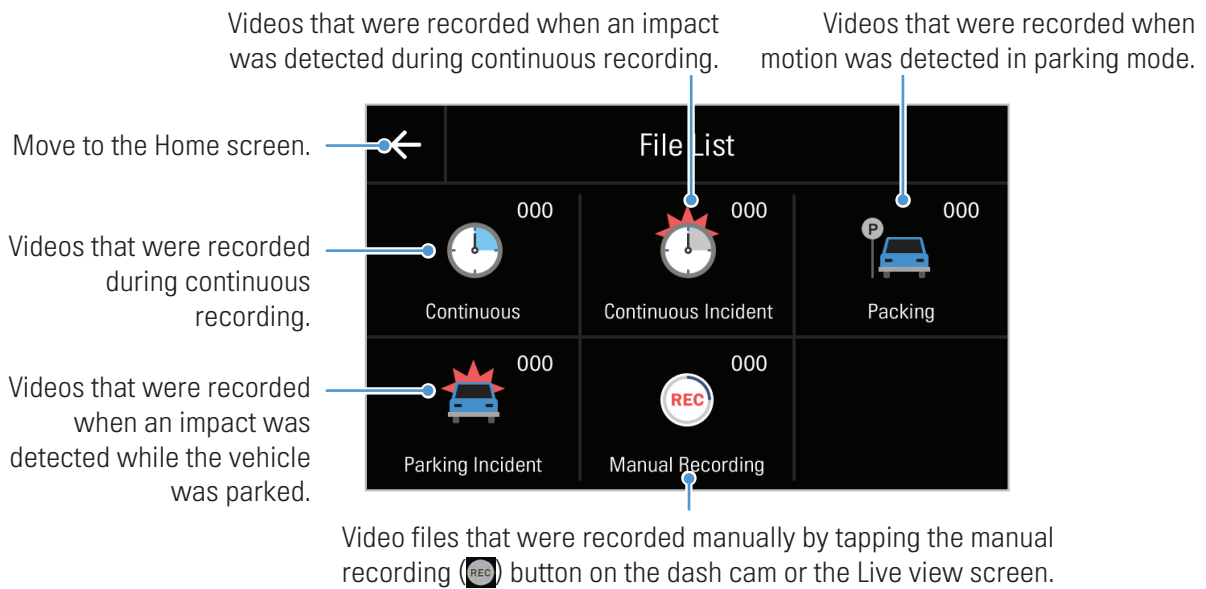 Videos that were recorded when an impact
was detected during continuous recording.
Videos that were recorded when
motion was detected in parking mode.
Move to the Home screen.
File List
Videos that were recorded
during continuous
recording.
000
Continuous
000
Continuous Incident
P
000
Packing
Videos that were recorded
when an impact was
detected while the vehicle
was parked.
000
Parking Incident
000
REC
Manual Recording
Video files that were recorded manually by tapping the manual
recording (REC) button on the dash cam or the Live view screen.